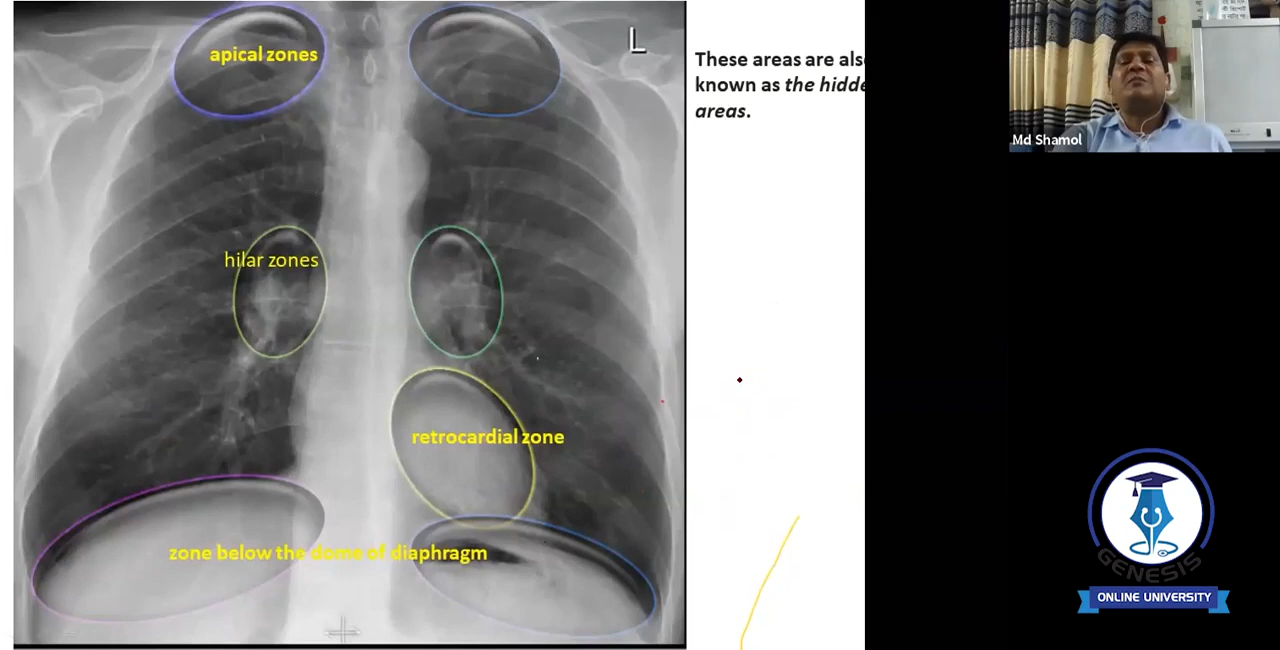 apical zones
L
These areas are als
known as the hidde
areas.
Md Shamol
hilar zones
retrocardial zone
zone below the dome of diaphragm
GENESIS
ONLINE UNIVERSITY